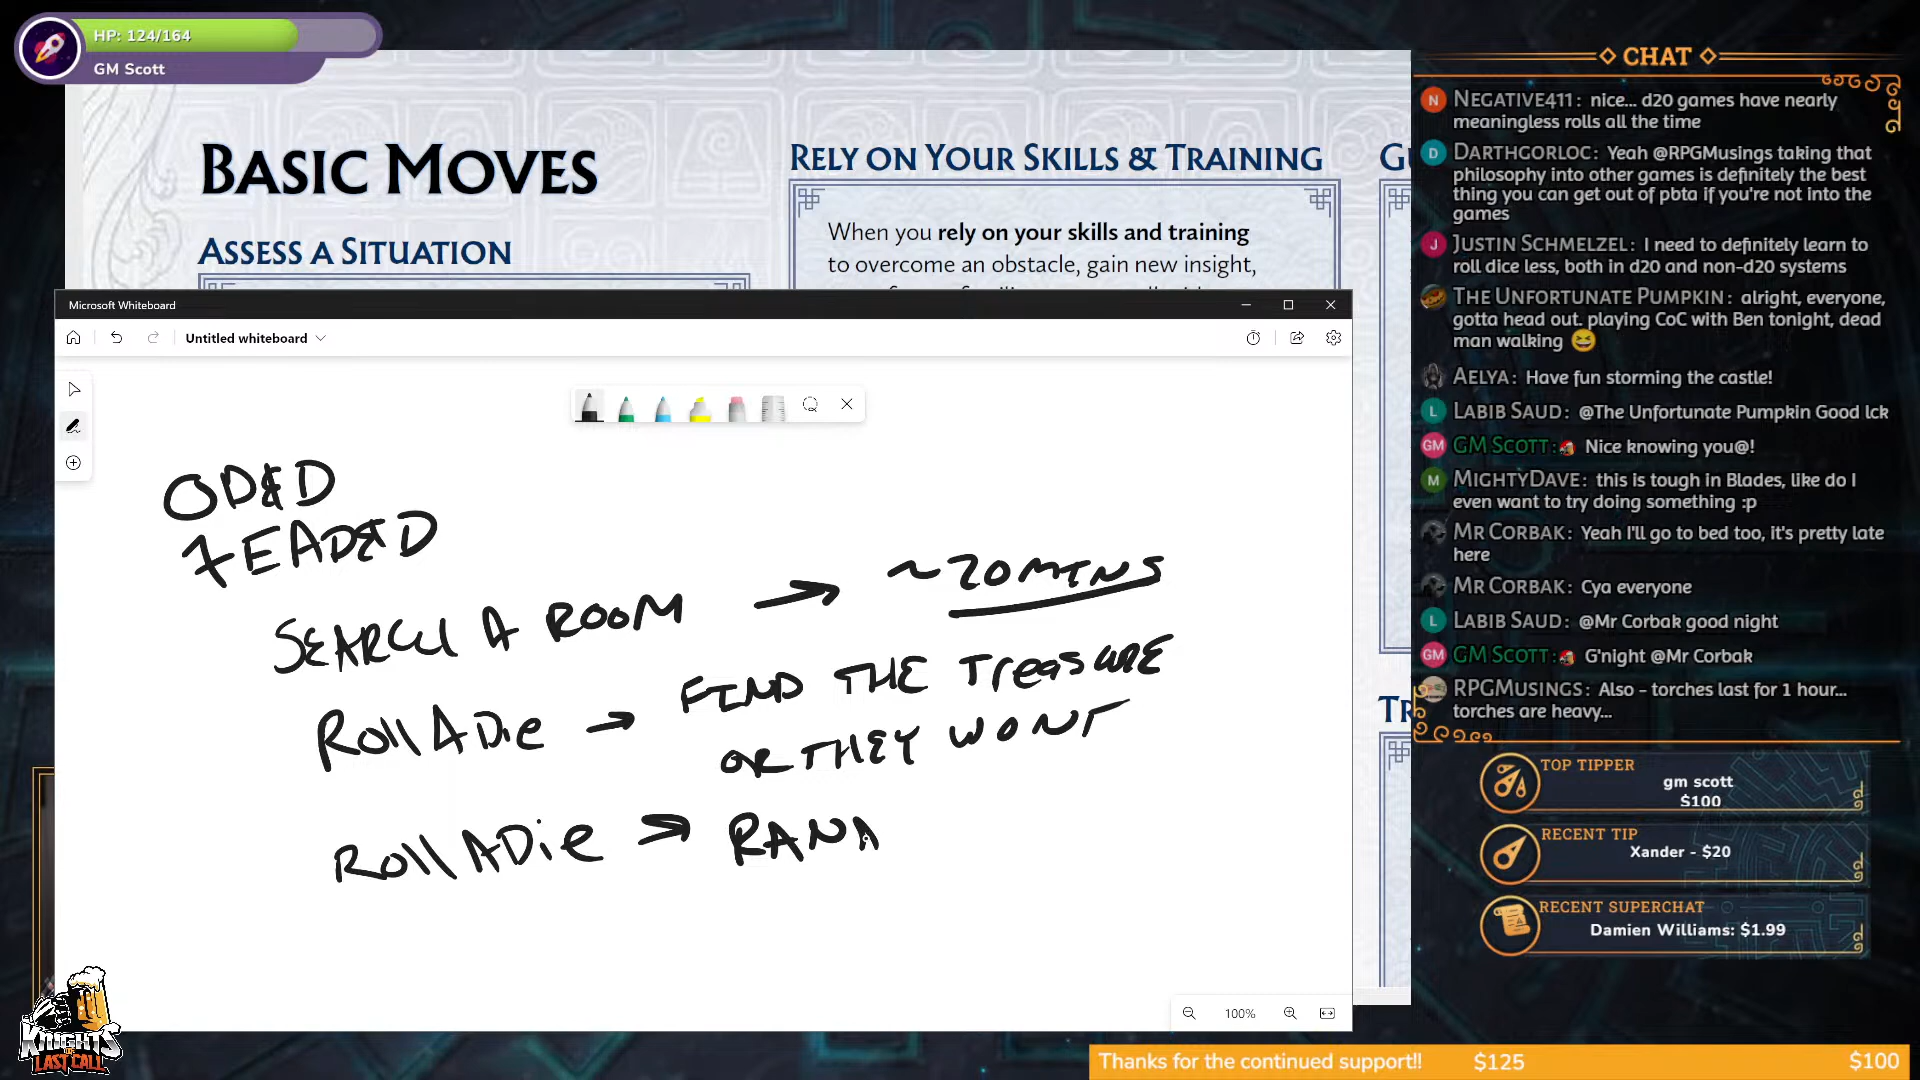 HP: 124/164
GM Scott
BASIC MOVES
ASSESS A SITUATION
RELY ON YOUR SKILLS & TRAINING
When you rely on your skills and training
to overcome an obstacle, gain new insight,
Microsoft Whiteboard
Untitled whiteboard
OD&D
SEARCH A ROOM → ~20MINS
Roll A Die → FIND THE TreasURE
OR THEY WONT
Roll A Die →
100%
CHAT
NEGATIVE411: nice... d20 games have nearly
meaningless rolls all the time
DARTHGORLOC: Yeah @RPGMusings taking that
philosophy into other games is definitely the best
thing you can get out of pbta if you're not into the
games
JUSTIN SCHMELZEL: I need to definitely learn to
roll dice less, both in d20 and non-d20 systems
THE UNFORTUNATE PUMPKIN: alright, everyone,
gotta head out. playing CoC with Ben tonight, dead
man walking 😆
AELYA: Have fun storming the castle!
LABIB SAUD: @The Unfortunate Pumpkin Good lck
GM SCOTT: Nice knowing you@!
MIGHTYDAVE: this is tough in Blades, like do I
even want to try doing something :p
MR CORBAK: Yeah I'll go to bed too, it's pretty late
here
MR CORBAK: Cya everyone
LABIB SAUD: @Mr Corbak good night
GM SCOTT: G'night @Mr Corbak
RPGMUSINGS: Also - torches last for 1 hour...
torches are heavy...
TOP TIPPER
gm scott
$100
RECENT TIP
Xander - $20
RECENT SUPERCHAT
Damien Williams: $1.99
KNIGHTS
OF LAST CALL
Thanks for the continued support!! $125 $100